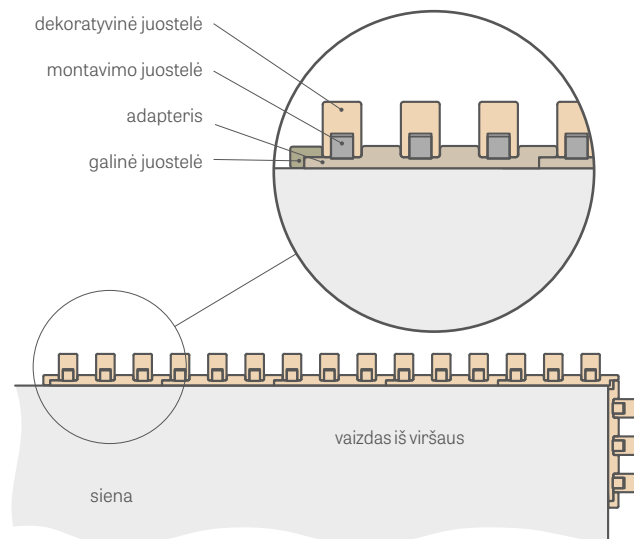 dekoratyvinė juostelė
montavimo juostelė
adapteris
galinė juostelė
vaizdas iš viršaus
siena